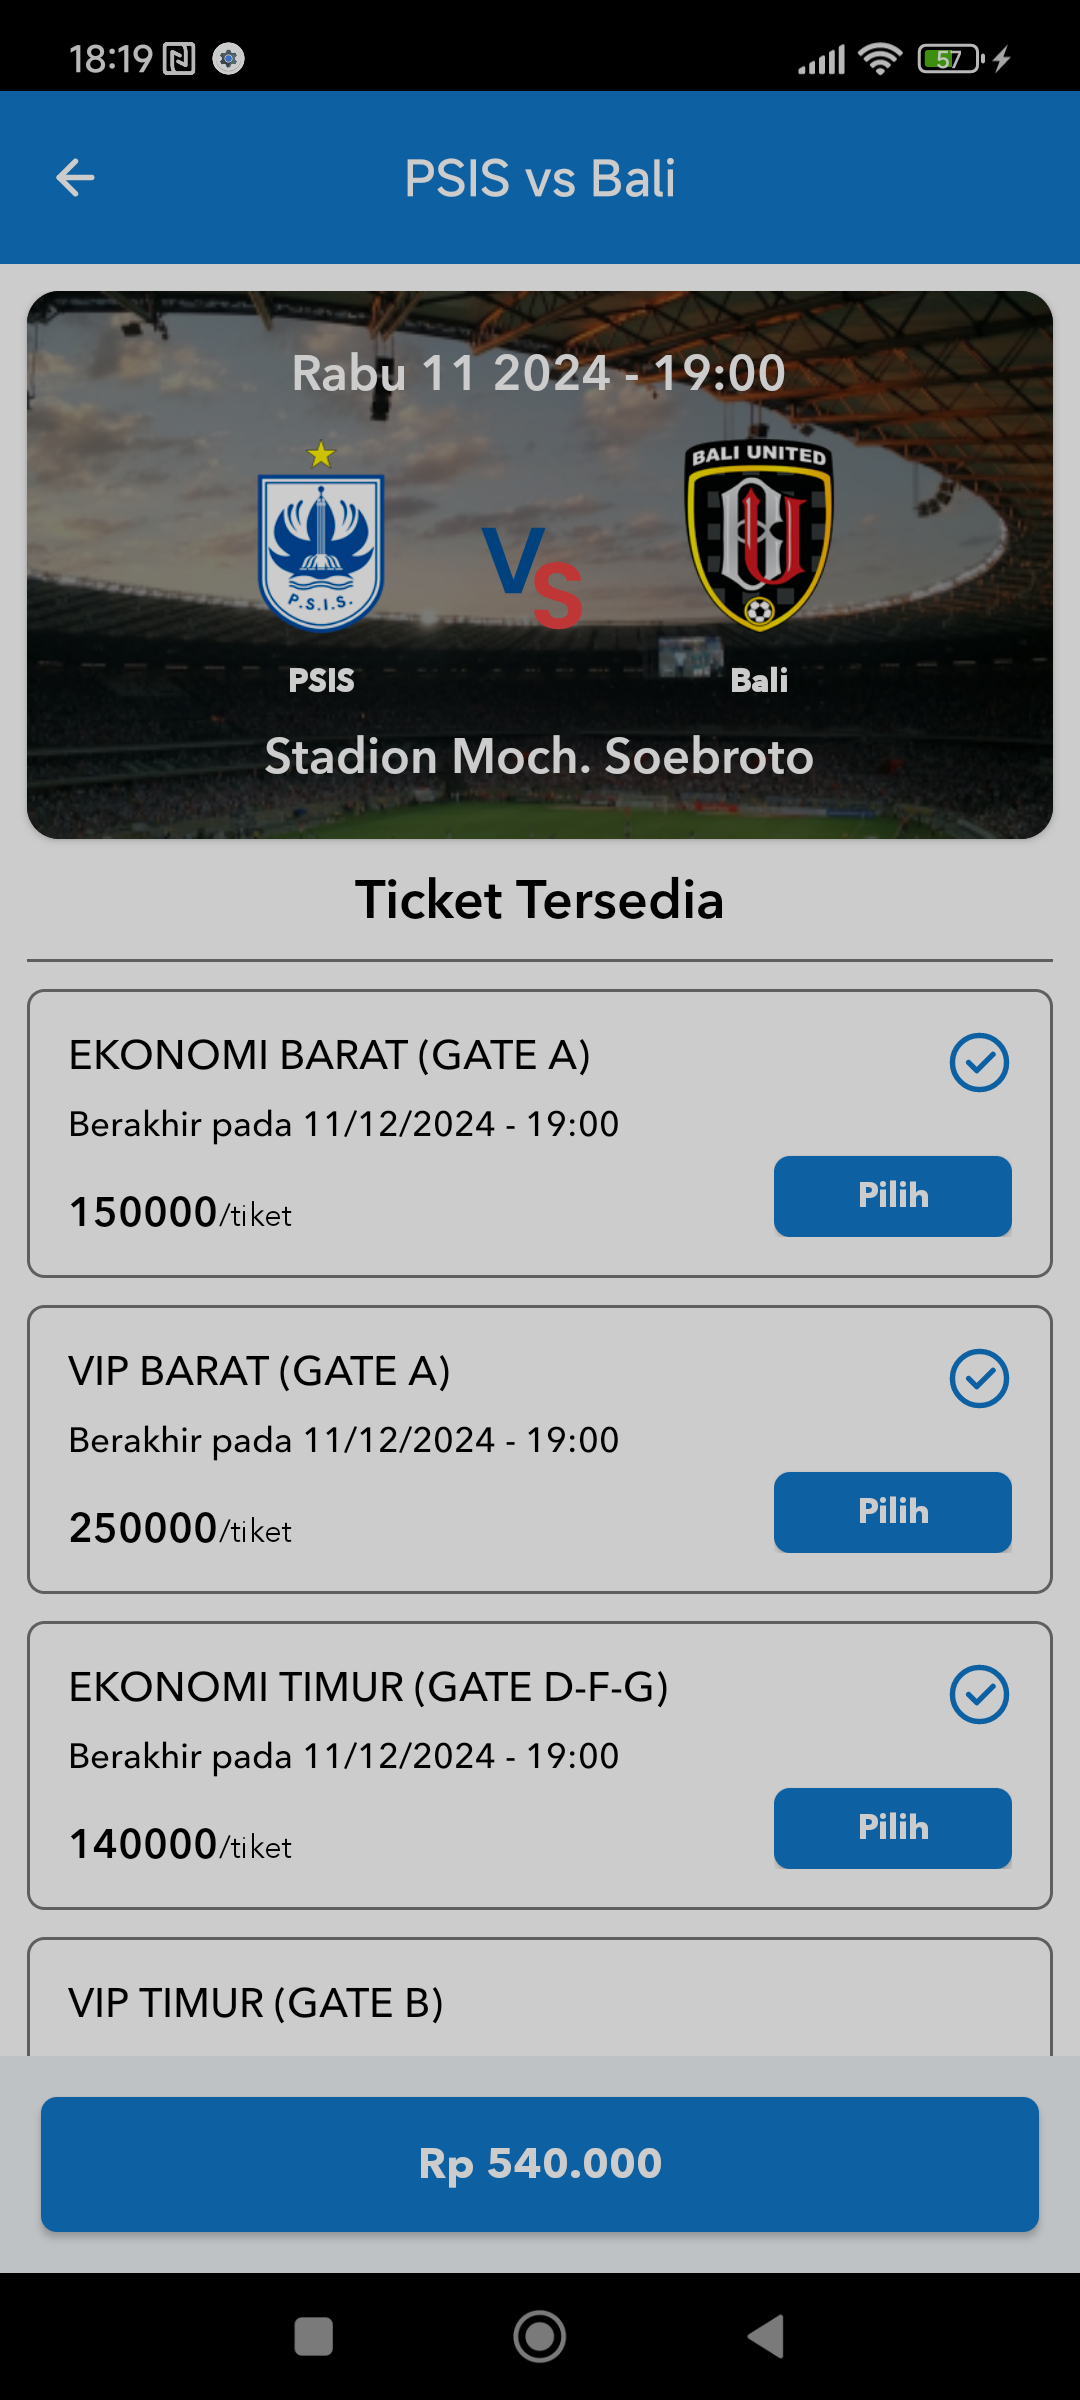 18:19
57
PSIS vs Bali
Rabu 11 2024 - 19:00
BALI UNITED
P.S.I.S.
VS
PSIS
Bali
Stadion Moch. Soebroto
Ticket Tersedia
EKONOMI BARAT (GATE A)
Berakhir pada 11/12/2024 - 19:00
150000/tiket
Pilih
VIP BARAT (GATE A)
Berakhir pada 11/12/2024 - 19:00
250000/tiket
Pilih
EKONOMI TIMUR (GATE D-F-G)
Berakhir pada 11/12/2024 - 19:00
140000/tiket
Pilih
VIP TIMUR (GATE B)
Rp 540.000